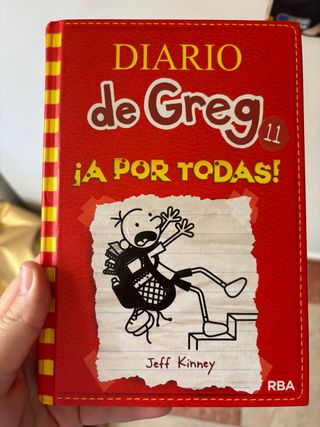 DIARIO
de Greg
11
¡A POR TODAS!
Jeff Kinney
RBA